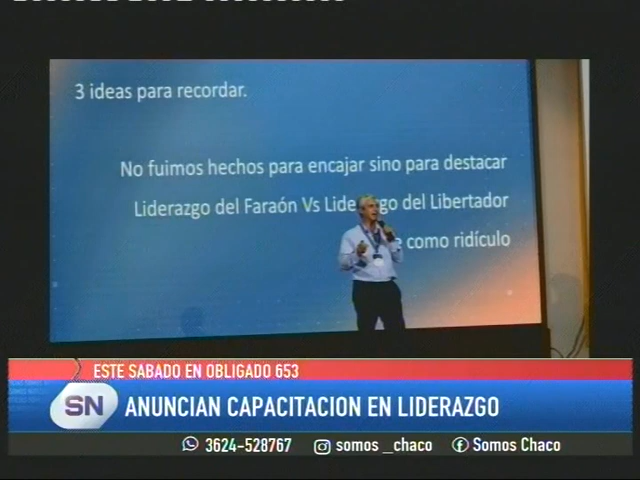 3 ideas para recordar.
No fuimos hechos para encajar sino para destacar
Liderazgo del Faraón Vs go del Libertador
como ridículo
ESTE SABADO EN OBLIGADO 653
SN ANUNCIAN CAPACITACION EN LIDERAZGO
3624-528767 somos _chaco Somos Chaco